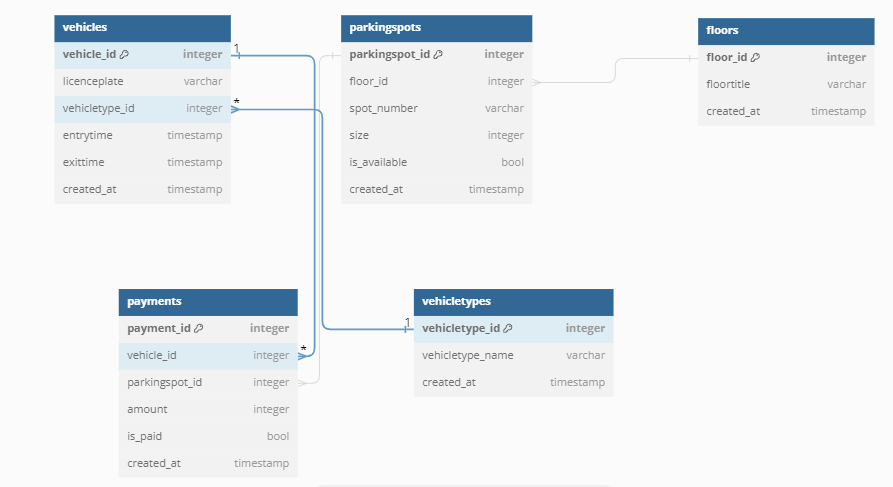 vehicles
vehicle_id integer
licenceplate varchar
vehicletype_id integer
entrytime timestamp
exittime timestamp
created_at timestamp
1
*
parkingspots
parkingspot_id integer
floor_id integer
spot_number varchar
size integer
is_available bool
created_at timestamp
floors
floor_id integer
floortitle varchar
created_at timestamp
payments
payment_id integer
vehicle_id integer
parkingspot_id integer
amount integer
is_paid bool
created_at timestamp
*
1
vehicletypes
vehicletype_id integer
vehicletype_name varchar
created_at timestamp